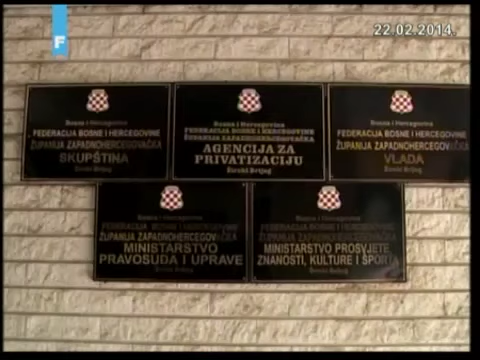 F
22.02.2014.
Bosna i Hercegovina
FEDERACIJA BOSNE I HERCEGOVINE
ŽUPANIJA ZAPADNOHERCEGOVAČKA
SKUPŠTINA
Široki Brijeg
Bosna i Hercegovina
FEDERACIJA BOSNE I HERCEGOVINE
ŽUPANIJA ZAPADNOHERCEGOVAČKA
AGENCIJA ZA
PRIVATIZACIJU
Široki Brijeg
Bosna i Hercegovina
FEDERACIJA BOSNE I HERCEGOVINE
ŽUPANIJA ZAPADNOHERCEGOVAČKA
VLADA
Široki Brijeg
Bosna i Hercegovina
FEDERACIJA BOSNE I HERCEGOVINE
ŽUPANIJA ZAPADNOHERCEGOVAČKA
MINISTARSTVO
PRAVOSUĐA I UPRAVE
Široki Brijeg
Bosna i Hercegovina
FEDERACIJA BOSNE I HERCEGOVINE
ŽUPANIJA ZAPADNOHERCEGOVAČKA
MINISTARSTVO PROSVJETE
ZNANOSTI, KULTURE I ŠPORTA
Široki Brijeg